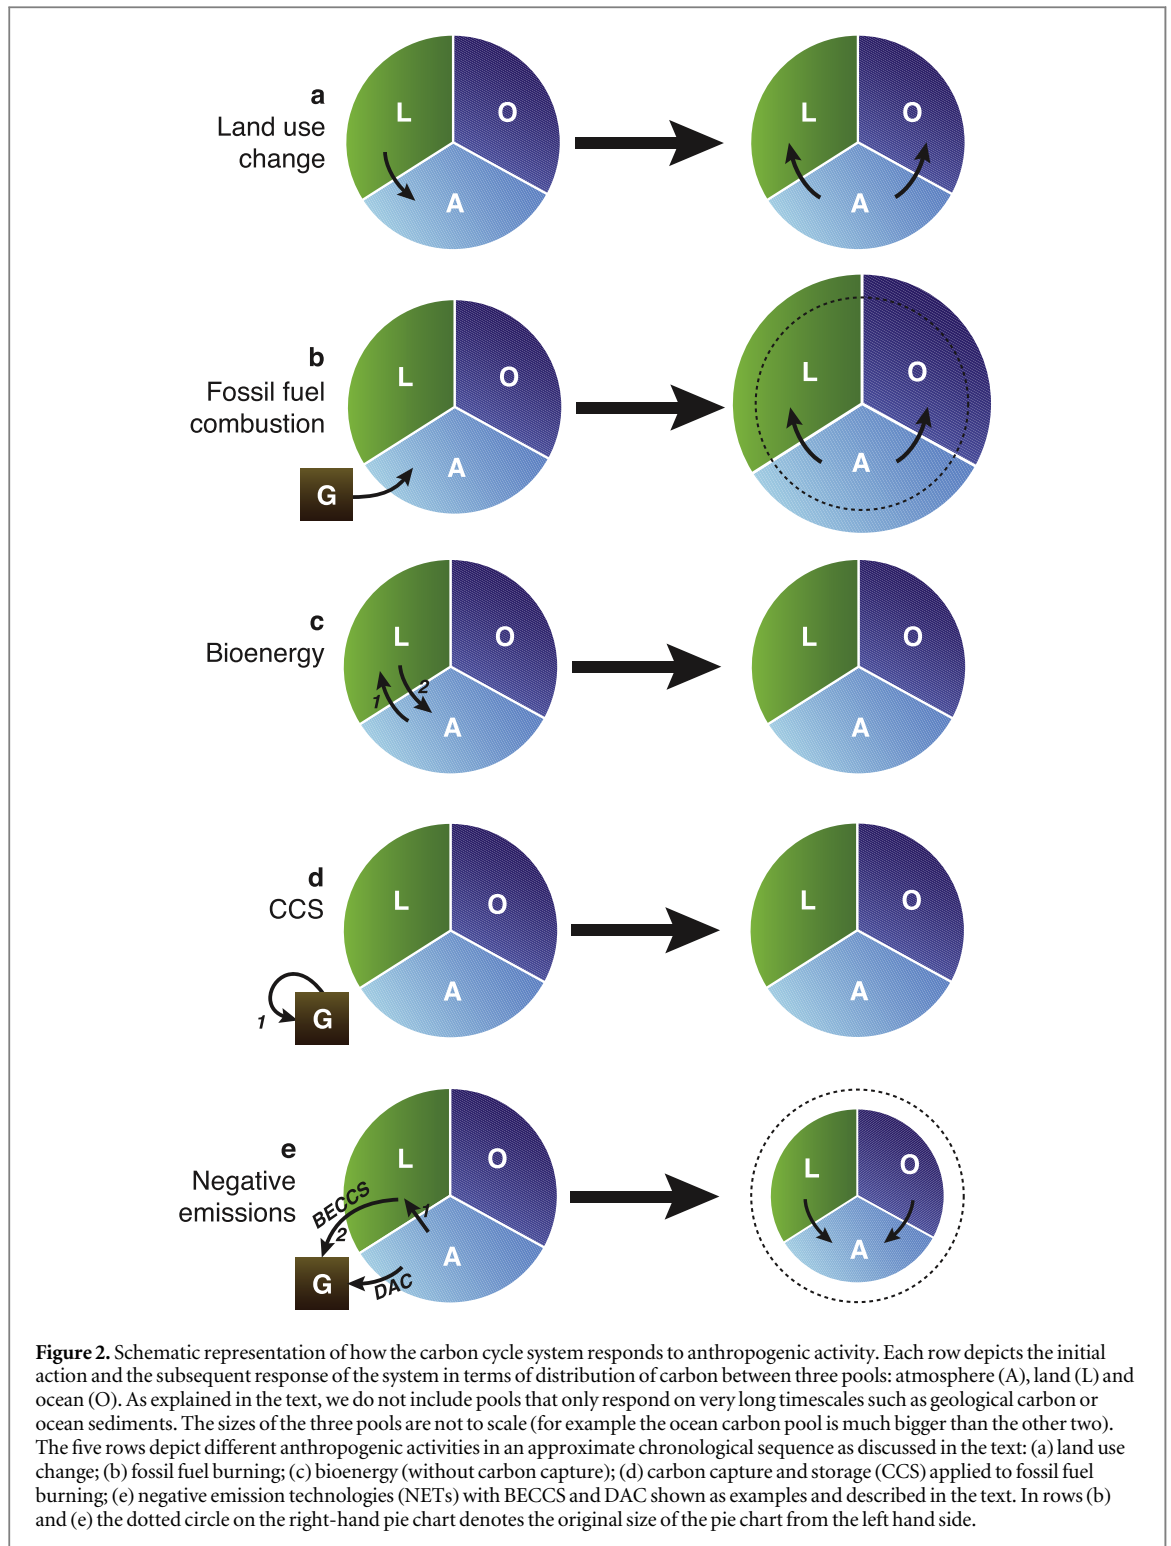 a
Land use
change
L
O
A
L
O
A
b
Fossil fuel
combustion
L
O
A
G
L
O
A
c
Bioenergy
L
O
A
1
2
L
O
A
d
CCS
L
O
A
1
G
L
O
A
e
Negative
emissions
L
O
A
BECCS
1
2
G
DAC
L
O
A
Figure 2. Schematic representation of how the carbon cycle system responds to anthropogenic activity. Each row depicts the initial
action and the subsequent response of the system in terms of distribution of carbon between three pools: atmosphere (A), land (L) and
ocean (O). As explained in the text, we do not include pools that only respond on very long timescales such as geological carbon or
ocean sediments. The sizes of the three pools are not to scale (for example the ocean carbon pool is much bigger than the other two).
The five rows depict different anthropogenic activities in an approximate chronological sequence as discussed in the text: (a) land use
change; (b) fossil fuel burning; (c) bioenergy (without carbon capture); (d) carbon capture and storage (CCS) applied to fossil fuel
burning; (e) negative emission technologies (NETs) with BECCS and DAC shown as examples and described in the text. In rows (b)
and (e) the dotted circle on the right-hand pie chart denotes the original size of the pie chart from the left hand side.